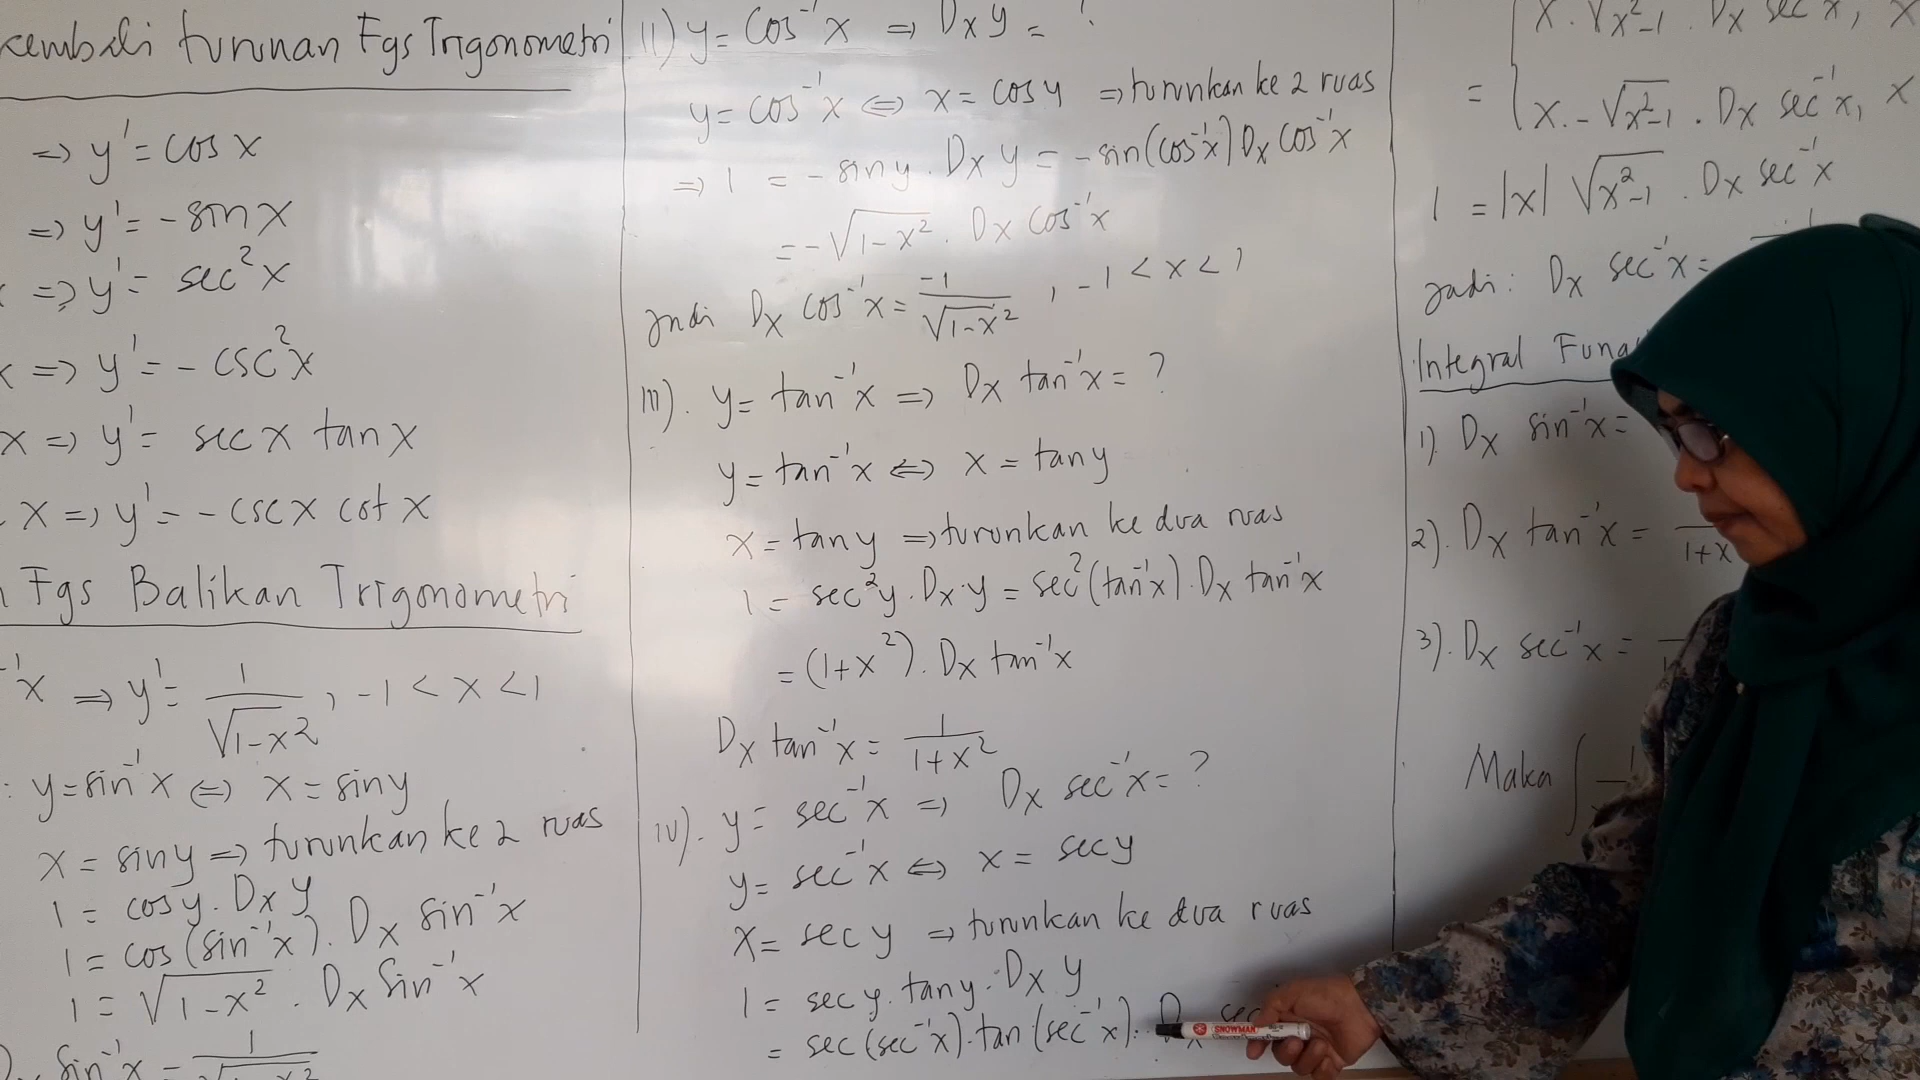 kembali turunan Fgs Trigonometri
⇒ y' = cos x
⇒ y' = -sin x
⇒ y' = sec²x
x ⇒ y' = -csc²x
x ⇒ y' = sec x tan x
x ⇒ y' = -csc x cot x
Fgs Balikan Trigonometri
⁻¹x ⇒ y' = 1/√1-x², -1 < x < 1
: y = sin⁻¹x ⇔ x = sin y
x = sin y ⇒ turunkan ke 2 ruas
1 = cos y . Dx y
1 = cos(sin⁻¹x) . Dx sin⁻¹x
1 = √1-x² . Dx sin⁻¹x
sin⁻¹x = 1/√1-x²
II) y = cos⁻¹x ⇒ Dx y = ?
y = cos⁻¹x ⇔ x = cos y ⇒ turunkan ke 2 ruas
⇒ 1 = -sin y . Dx y = -sin(cos⁻¹x) Dx cos⁻¹x
= -√1-x² . Dx cos⁻¹x
Jadi Dx cos⁻¹x = -1/√1-x², -1 < x < 1
III). y = tan⁻¹x ⇒ Dx tan⁻¹x = ?
y = tan⁻¹x ⇔ x = tan y
x = tan y ⇒ turunkan ke dua ruas
1 = sec²y . Dx y = sec²(tan⁻¹x) . Dx tan⁻¹x
= (1+x²) . Dx tan⁻¹x
Dx tan⁻¹x = 1/1+x²
IV). y = sec⁻¹x ⇒ Dx sec⁻¹x = ?
y = sec⁻¹x ⇔ x = sec y
x = sec y ⇒ turunkan ke dua ruas
1 = sec y . tan y . Dx y
= sec(sec⁻¹x) . tan(sec⁻¹x) . Dx sec
x . √x²-1 . Dx sec⁻¹x, x
= x . -√x²-1 . Dx sec⁻¹x, x
1 = |x| √x²-1 . Dx sec⁻¹x
Jadi : Dx sec⁻¹x =
Integral
1). Dx sin⁻¹x =
2). Dx tan⁻¹x = 1+x
3). Dx sec⁻¹x =
Maka ∫
SNOWMAN